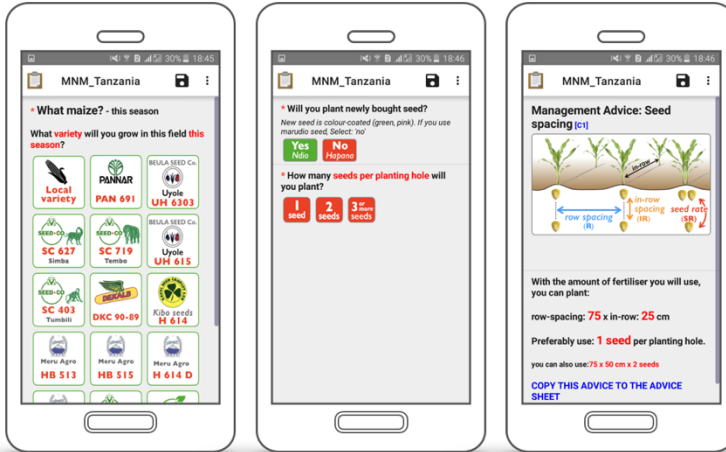 30% 18:45
MNM_Tanzania
* What maize? - this season
What variety will you grow in this field this
season?
Local
variety
PANNAR
PAN 691
BEULA SEED Co.
Uyole
UH 6303
SEED-CO
SC 627
Simba
SEED-CO
SC 719
Tembo
BEULA SEED Co.
Uyole
UH 615
SEED-CO
SC 403
Tumbili
DEKALB
DKC 90-89
Kibo seeds
H 614
Meru Agro
HB 513
Meru Agro
HB 515
Meru Agro
H 614 D
30% 18:46
MNM_Tanzania
* Will you plant newly bought seed?
New seed is colour-coated (green, pink). If you use
marudio seed, Select: 'no'
Yes
Ndio
No
Hapana
* How many seeds per planting hole will
you plant?
1
seed
2
seeds
3 or more
seeds
30% 18:46
MNM_Tanzania
Management Advice: Seed
spacing [C1]
in-row
row spacing
(R)
in-row
spacing
(IR)
seed rate
(SR)
With the amount of fertiliser you will use,
you can plant:
row-spacing: 75 x in-row: 25 cm
Preferably use: 1 seed per planting hole.
you can also use:75 x 50 cm x 2 seeds
COPY THIS ADVICE TO THE ADVICE
SHEET